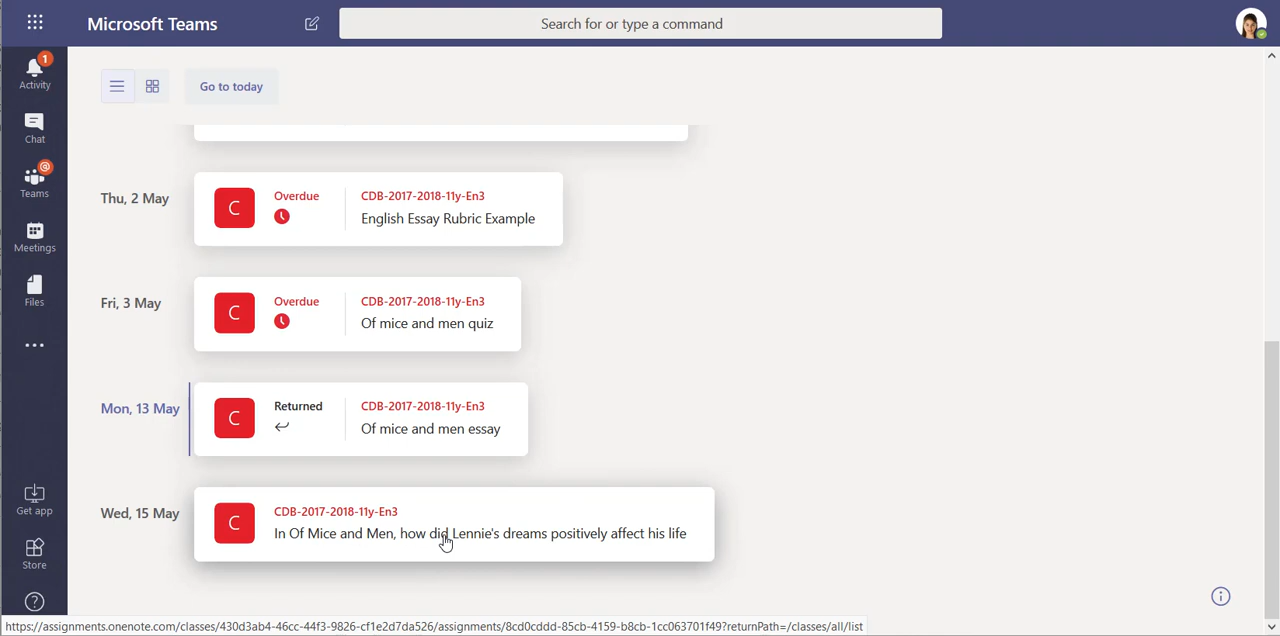 Microsoft Teams
Search for or type a command
1
Activity
Chat
@
Teams
Meetings
Files
Get app
Store
Go to today
Thu, 2 May
C
Overdue
CDB-2017-2018-11y-En3
English Essay Rubric Example
Fri, 3 May
C
Overdue
CDB-2017-2018-11y-En3
Of mice and men quiz
Mon, 13 May
C
Returned
CDB-2017-2018-11y-En3
Of mice and men essay
Wed, 15 May
C
CDB-2017-2018-11y-En3
In Of Mice and Men, how did Lennie's dreams positively affect his life
https://assignments.onenote.com/classes/430d3ab4-46cc-44f3-9826-cf1e2d7da526/assignments/8cd0cddd-85cb-4159-b8cb-1cc063701f49?returnPath=/classes/all/list